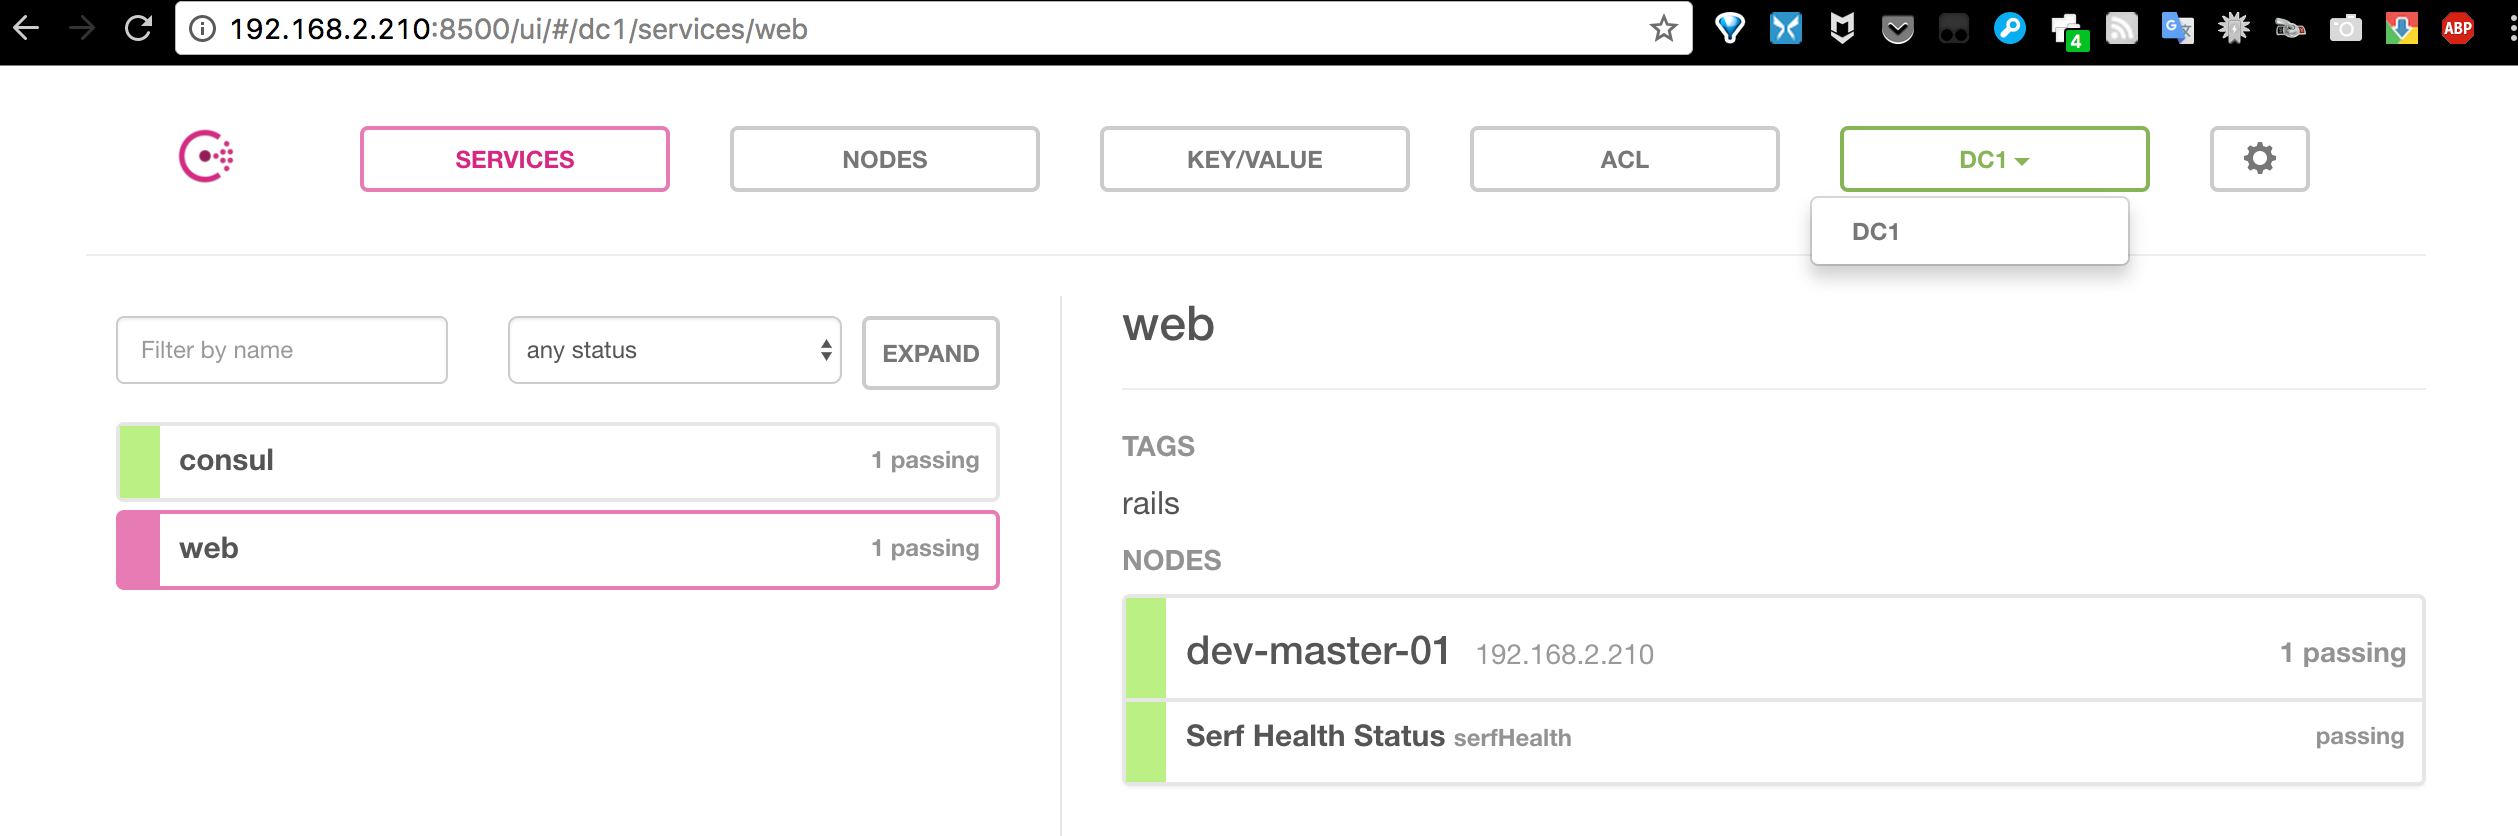 192.168.2.210:8500/ui/#/dc1/services/web
4
G
ABP
SERVICES
NODES
KEY/VALUE
ACL
DC1
DC1
Filter by name
any status
EXPAND
consul
1 passing
web
1 passing
web
TAGS
rails
NODES
dev-master-01 192.168.2.210
1 passing
Serf Health Status serfHealth
passing